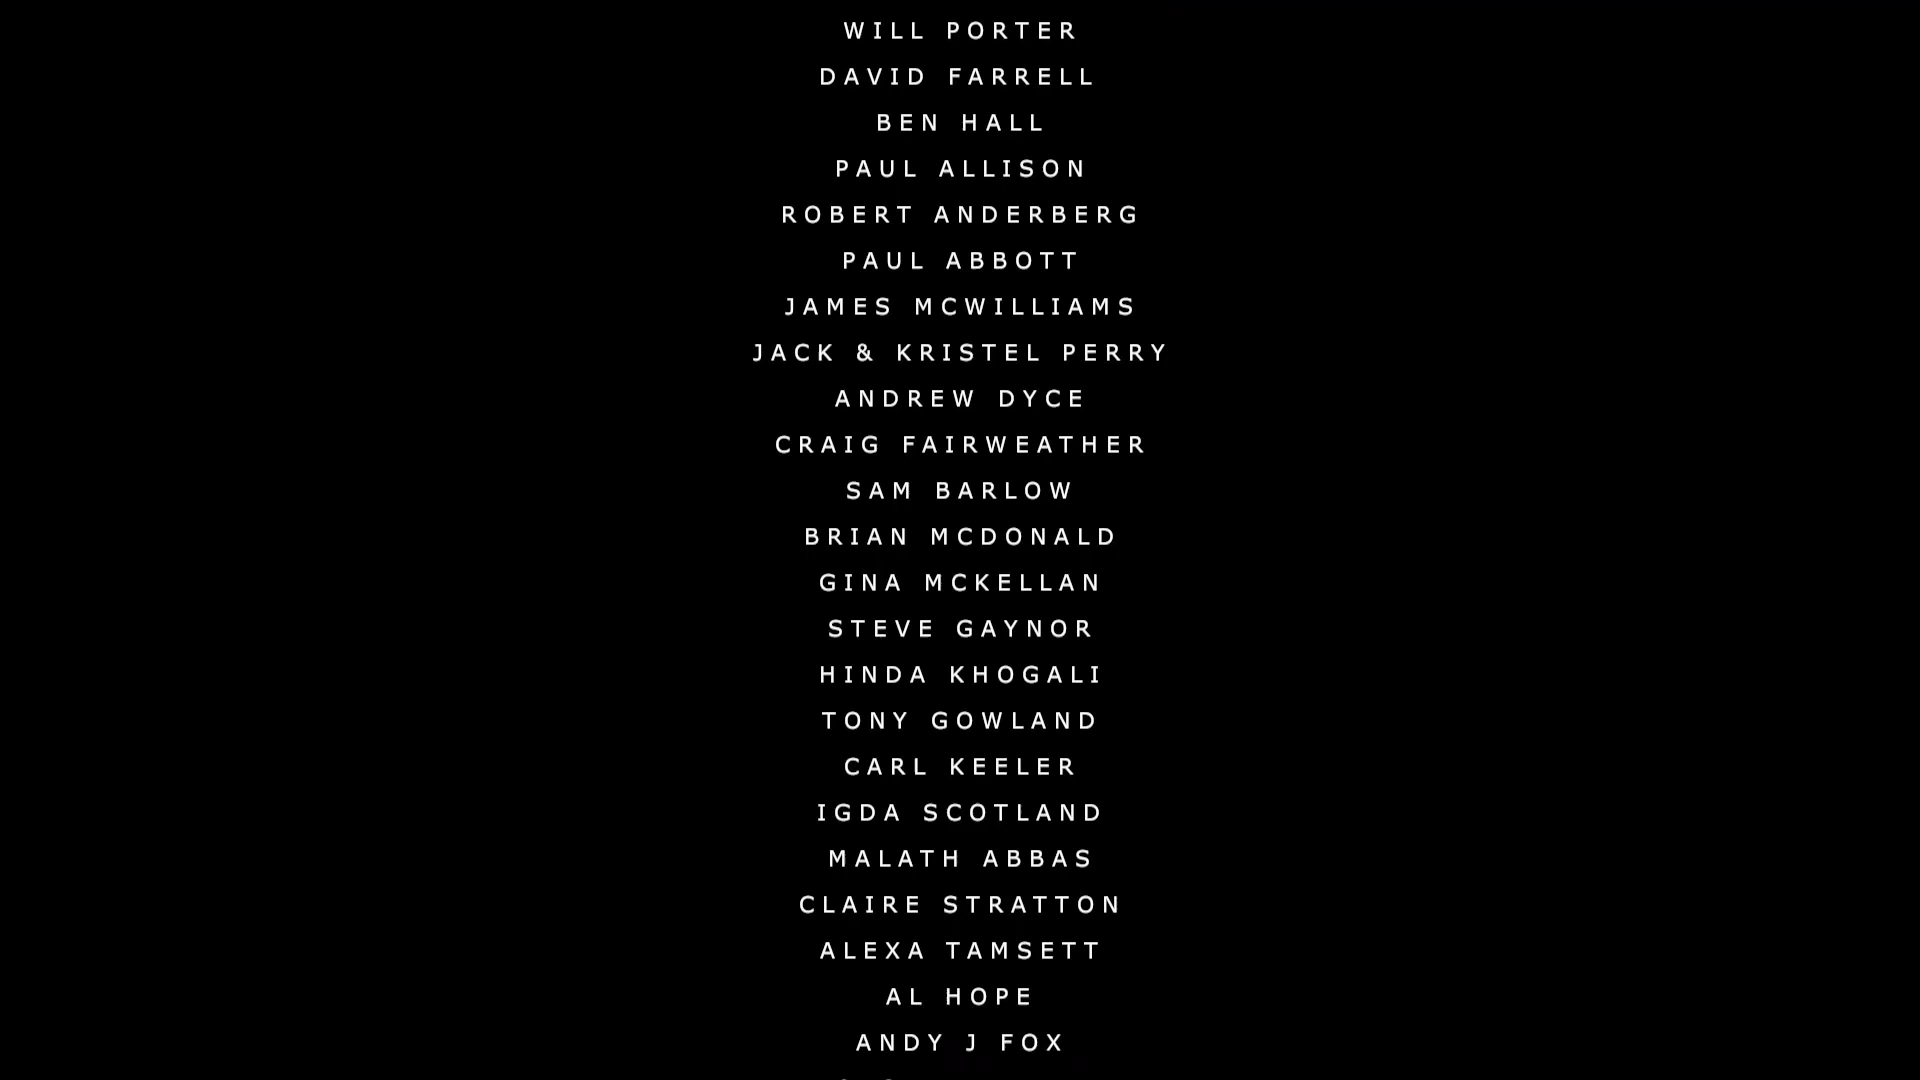 WILL PORTER
DAVID FARRELL
BEN HALL
PAUL ALLISON
ROBERT ANDERBERG
PAUL ABBOTT
JAMES MCWILLIAMS
JACK & KRISTEL PERRY
ANDREW DYCE
CRAIG FAIRWEATHER
SAM BARLOW
BRIAN MCDONALD
GINA MCKELLAN
STEVE GAYNOR
HINDA KHOGALI
TONY GOWLAND
CARL KEELER
IGDA SCOTLAND
MALATH ABBAS
CLAIRE STRATTON
ALEXA TAMSETT
AL HOPE
ANDY J FOX